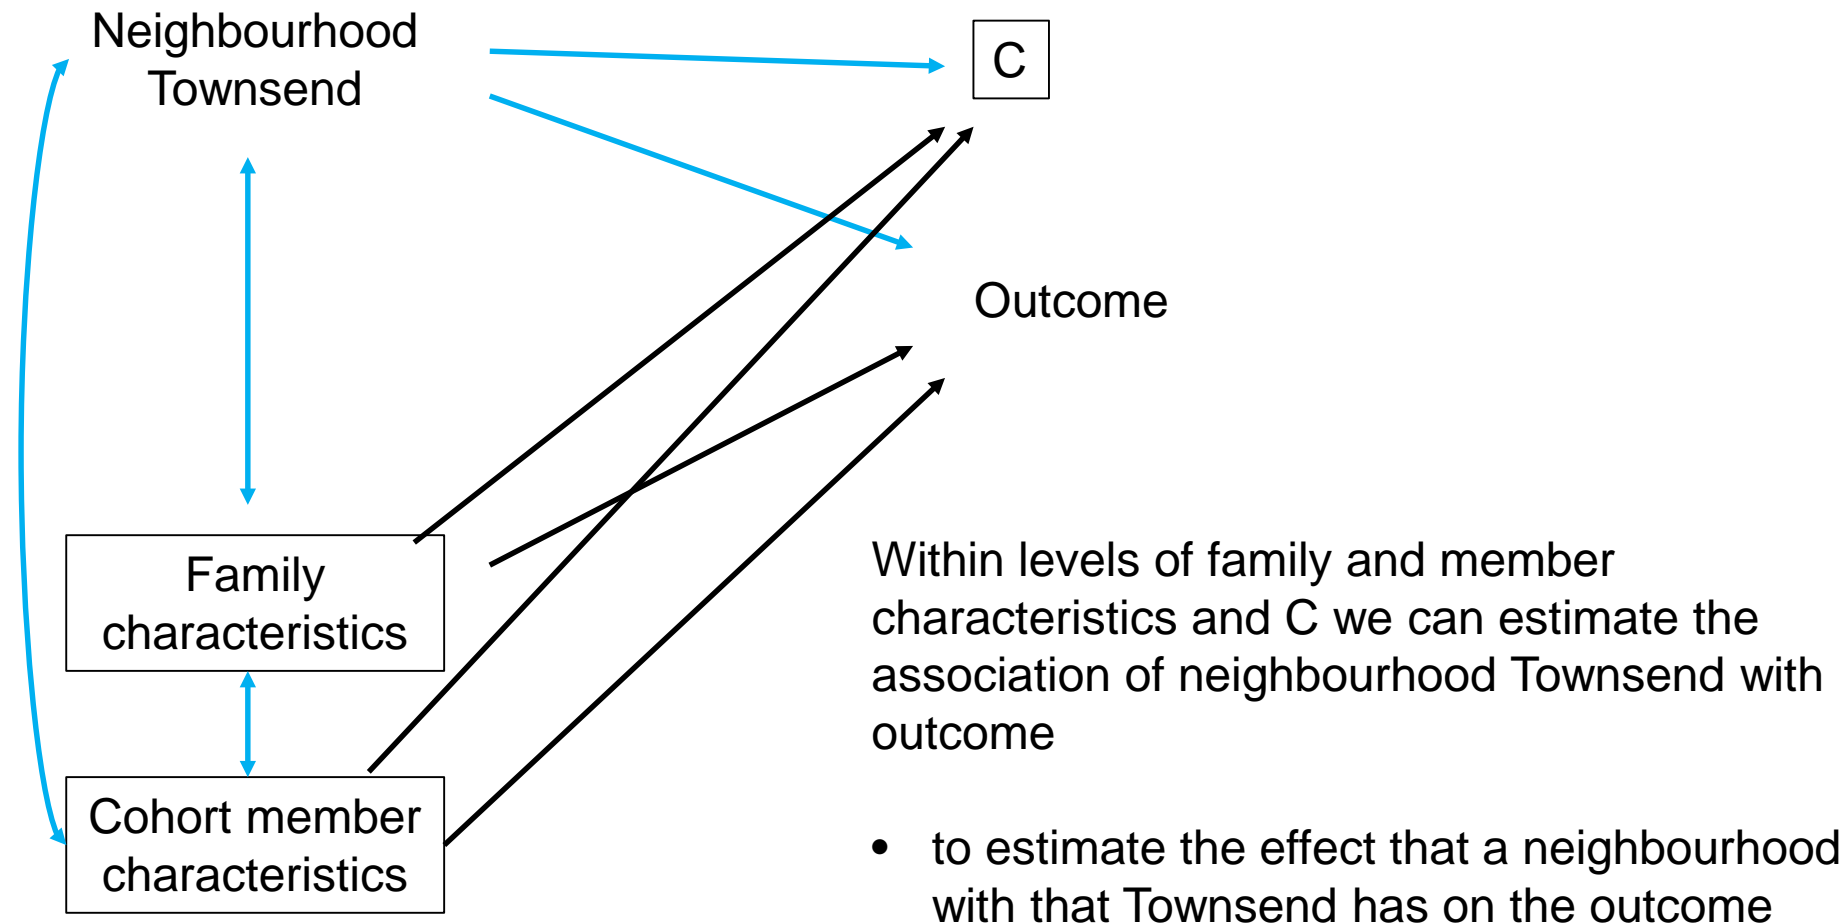 Neighbourhood
Townsend
C
Outcome
Family
characteristics
Cohort member
characteristics
Within levels of family and member
characteristics and C we can estimate the
association of neighbourhood Townsend with
outcome
• to estimate the effect that a neighbourhood
with that Townsend has on the outcome